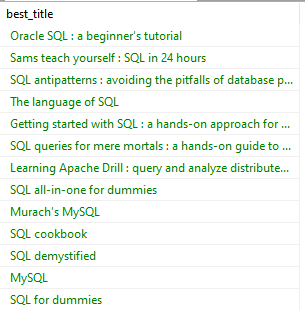 best_title
Oracle SQL : a beginner's tutorial
Sams teach yourself : SQL in 24 hours
SQL antipatterns : avoiding the pitfalls of database p...
The language of SQL
Getting started with SQL : a hands-on approach for ...
SQL queries for mere mortals : a hands-on guide to ...
Learning Apache Drill : query and analyze distribute...
SQL all-in-one for dummies
Murach's MySQL
SQL cookbook
SQL demystified
MySQL
SQL for dummies